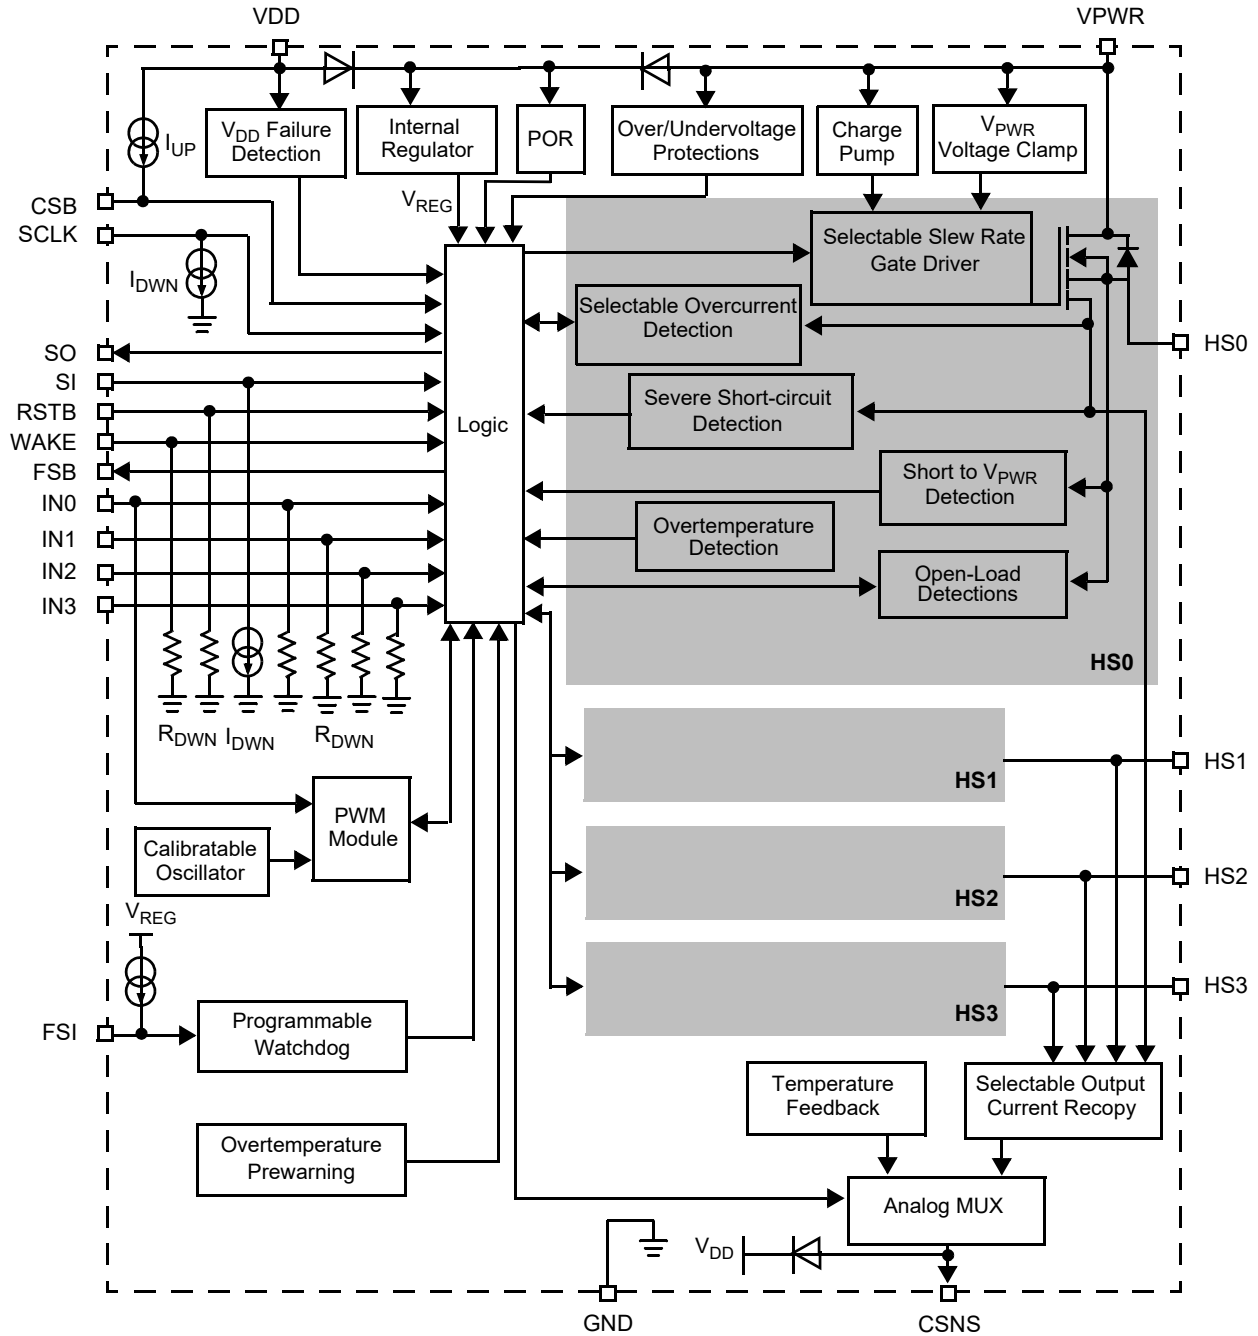 VDD
VPWR
IUP
VDD Failure
Detection
Internal
Regulator
POR
Over/Undervoltage
Protections
Charge
Pump
VPWR
Voltage Clamp
VREG
CSB
SCLK
IDWN
SO
SI
RSTB
WAKE
FSB
IN0
IN1
IN2
IN3
Logic
Selectable Slew Rate
Gate Driver
Selectable Overcurrent
Detection
HS0
Severe Short-circuit
Detection
Short to VPWR
Detection
Overtemperature
Detection
Open-Load
Detections
HS0
RDWN
IDWN
RDWN
HS1
HS1
PWM
Module
Calibratable
Oscillator
HS2
HS2
VREG
HS3
HS3
FSI
Programmable
Watchdog
Temperature
Feedback
Selectable Output
Current Recopy
Overtemperature
Prewarning
Analog MUX
VDD
GND
CSNS